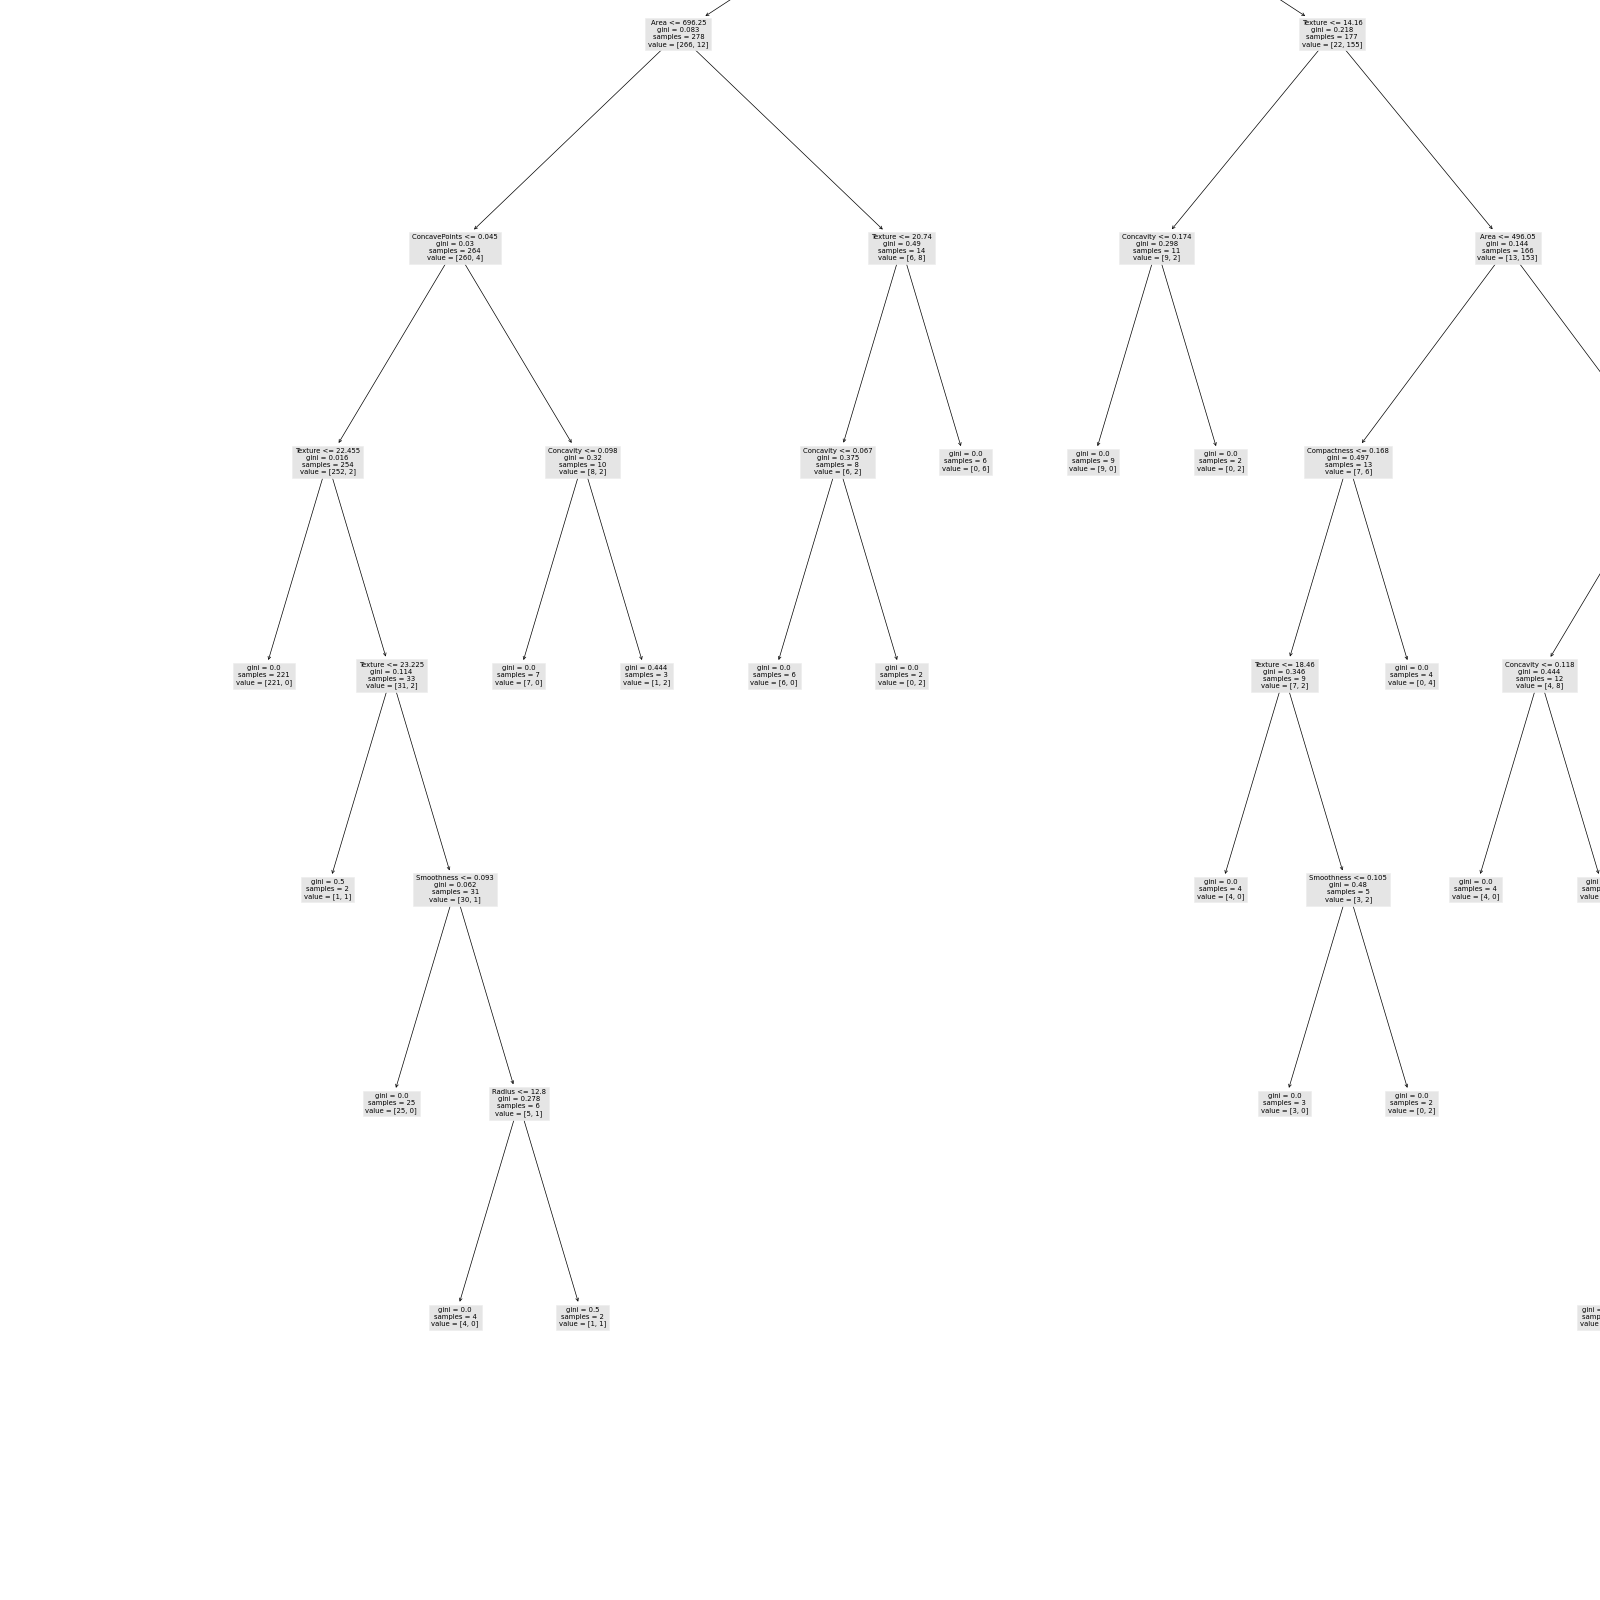 Area <= 696.25
gini = 0.083
samples = 278
value = [266, 12]
Texture <= 14.16
gini = 0.218
samples = 177
value = [22, 155]
ConcavePoints <= 0.045
gini = 0.03
samples = 264
value = [260, 4]
Texture <= 20.74
gini = 0.49
samples = 14
value = [6, 8]
Concavity <= 0.174
gini = 0.298
samples = 11
value = [9, 2]
Area <= 496.05
gini = 0.144
samples = 166
value = [13, 153]
Texture <= 22.455
gini = 0.016
samples = 254
value = [252, 2]
Concavity <= 0.098
gini = 0.32
samples = 10
value = [8, 2]
Concavity <= 0.067
gini = 0.375
samples = 8
value = [6, 2]
gini = 0.0
samples = 6
value = [0, 6]
gini = 0.0
samples = 9
value = [9, 0]
gini = 0.0
samples = 2
value = [0, 2]
Compactness <= 0.168
gini = 0.497
samples = 13
value = [7, 6]
gini = 0.0
samples = 221
value = [221, 0]
Texture <= 23.225
gini = 0.114
samples = 33
value = [31, 2]
gini = 0.0
samples = 7
value = [7, 0]
gini = 0.444
samples = 3
value = [1, 2]
gini = 0.0
samples = 6
value = [6, 0]
gini = 0.0
samples = 2
value = [0, 2]
Texture <= 18.46
gini = 0.346
samples = 9
value = [7, 2]
gini = 0.0
samples = 4
value = [0, 4]
Concavity <= 0.118
gini = 0.444
samples = 12
value = [4, 8]
gini = 0.5
samples = 2
value = [1, 1]
Smoothness <= 0.093
gini = 0.062
samples = 31
value = [30, 1]
gini = 0.0
samples = 4
value = [4, 0]
Smoothness <= 0.105
gini = 0.48
samples = 5
value = [3, 2]
gini = 0.0
samples = 4
value = [4, 0]
gini
samp
value
gini = 0.0
samples = 25
value = [25, 0]
Radius <= 12.8
gini = 0.278
samples = 6
value = [5, 1]
gini = 0.0
samples = 3
value = [3, 0]
gini = 0.0
samples = 2
value = [0, 2]
gini = 0.0
samples = 4
value = [4, 0]
gini = 0.5
samples = 2
value = [1, 1]
gini =
samp
value